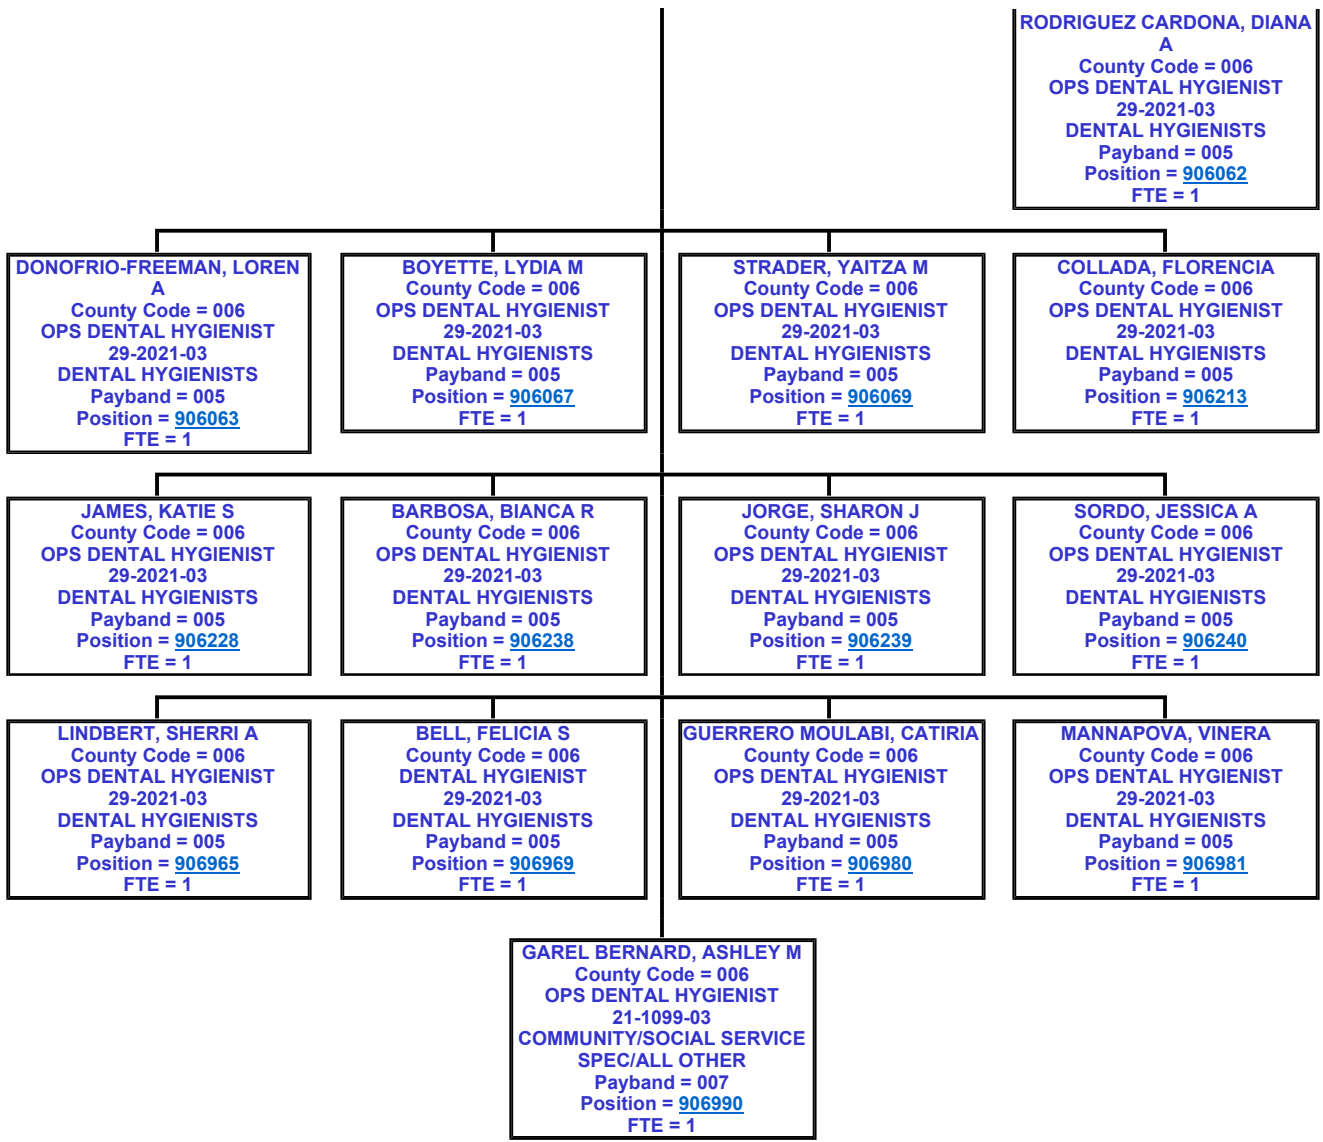 RODRIGUEZ CARDONA, DIANA
A
County Code = 006
OPS DENTAL HYGIENIST
29-2021-03
DENTAL HYGIENISTS
Payband = 005
Position = 906062
FTE = 1
DONOFRIO-FREEMAN, LOREN
A
County Code = 006
OPS DENTAL HYGIENIST
29-2021-03
DENTAL HYGIENISTS
Payband = 005
Position = 906063
FTE = 1
BOYETTE, LYDIA M
County Code = 006
OPS DENTAL HYGIENIST
29-2021-03
DENTAL HYGIENISTS
Payband = 005
Position = 906067
FTE = 1
STRADER, YAITZA M
County Code = 006
OPS DENTAL HYGIENIST
29-2021-03
DENTAL HYGIENISTS
Payband = 005
Position = 906069
FTE = 1
COLLADA, FLORENCIA
County Code = 006
OPS DENTAL HYGIENIST
29-2021-03
DENTAL HYGIENISTS
Payband = 005
Position = 906213
FTE = 1
JAMES, KATIE S
County Code = 006
OPS DENTAL HYGIENIST
29-2021-03
DENTAL HYGIENISTS
Payband = 005
Position = 906228
FTE = 1
BARBOSA, BIANCA R
County Code = 006
OPS DENTAL HYGIENIST
29-2021-03
DENTAL HYGIENISTS
Payband = 005
Position = 906238
FTE = 1
JORGE, SHARON J
County Code = 006
OPS DENTAL HYGIENIST
29-2021-03
DENTAL HYGIENISTS
Payband = 005
Position = 906239
FTE = 1
SORDO, JESSICA A
County Code = 006
OPS DENTAL HYGIENIST
29-2021-03
DENTAL HYGIENISTS
Payband = 005
Position = 906240
FTE = 1
LINDBERT, SHERRI A
County Code = 006
OPS DENTAL HYGIENIST
29-2021-03
DENTAL HYGIENISTS
Payband = 005
Position = 906965
FTE = 1
BELL, FELICIA S
County Code = 006
DENTAL HYGIENIST
29-2021-03
DENTAL HYGIENISTS
Payband = 005
Position = 906969
FTE = 1
GUERRERO MOULABI, CATIRIA
County Code = 006
OPS DENTAL HYGIENIST
29-2021-03
DENTAL HYGIENISTS
Payband = 005
Position = 906980
FTE = 1
MANNAPOVA, VINERA
County Code = 006
OPS DENTAL HYGIENIST
29-2021-03
DENTAL HYGIENISTS
Payband = 005
Position = 906981
FTE = 1
GAREL BERNARD, ASHLEY M
County Code = 006
OPS DENTAL HYGIENIST
21-1099-03
COMMUNITY/SOCIAL SERVICE
SPEC/ALL OTHER
Payband = 007
Position = 906990
FTE = 1